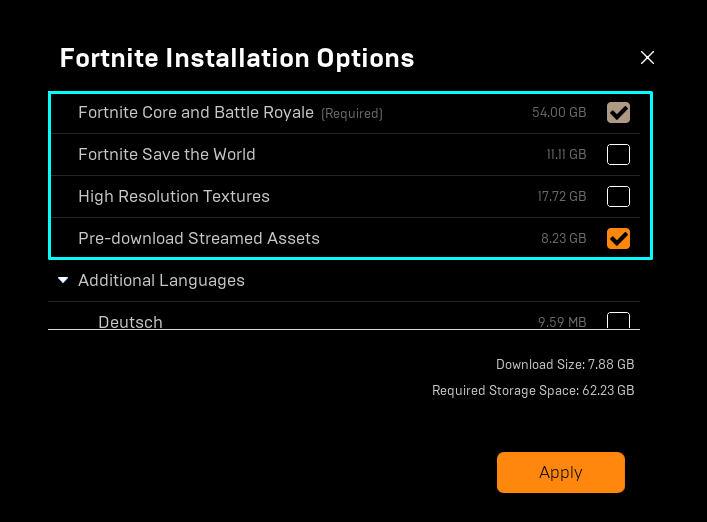 Fortnite Installation Options
Fortnite Core and Battle Royale (Required) 54.00 GB
Fortnite Save the World 11.11 GB
High Resolution Textures 17.72 GB
Pre-download Streamed Assets 8.23 GB
Additional Languages
Deutsch 9.59 MB
Download Size: 7.88 GB
Required Storage Space: 62.23 GB
Apply